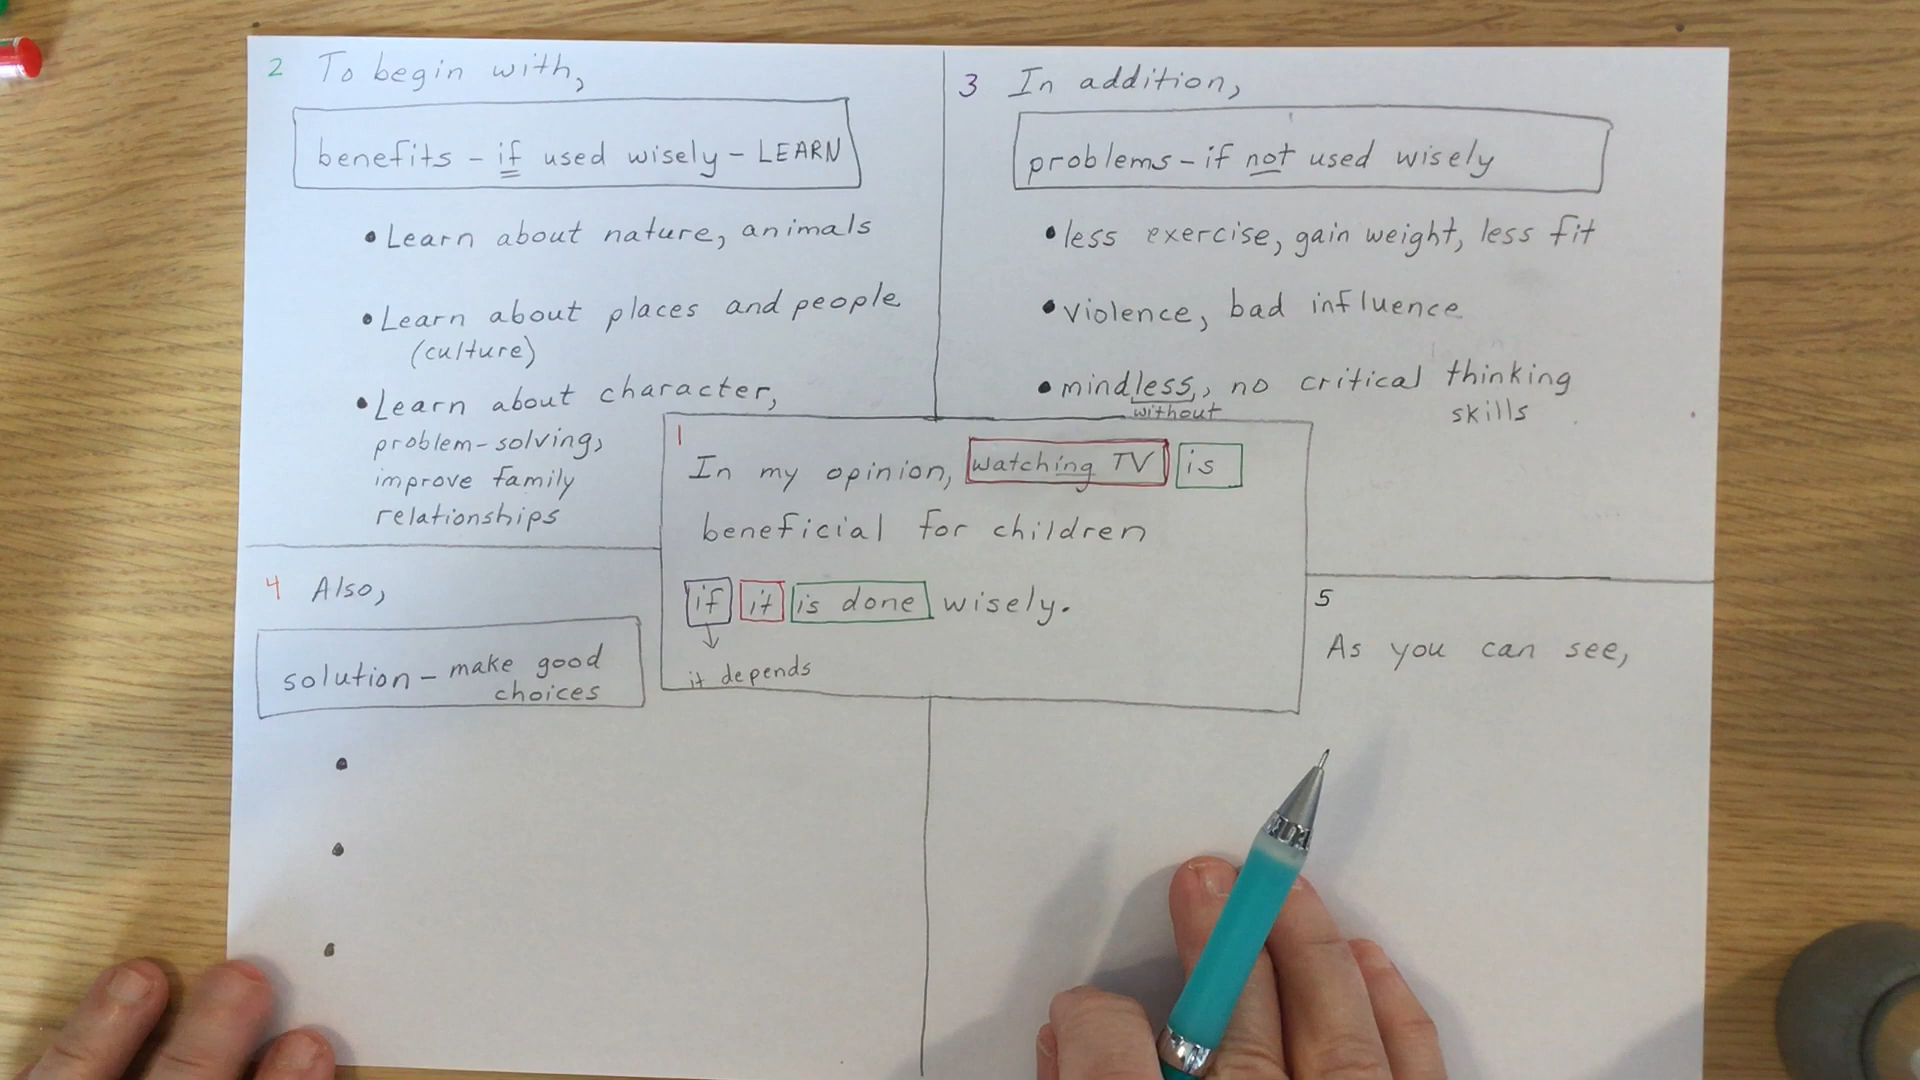 2 To begin with,
benefits - if used wisely - LEARN
• Learn about nature, animals
• Learn about places and people
(culture)
• Learn about character,
problem-solving,
improve family
relationships
3 In addition,
problems - if not used wisely
• less exercise, gain weight, less fit
• violence, bad influence
• mindless, no critical thinking
without
skills
1
In my opinion, watching TV is
beneficial for children
if it is done wisely.
it depends
4 Also,
solution - make good
choices
•
•
•
5
As you can see,